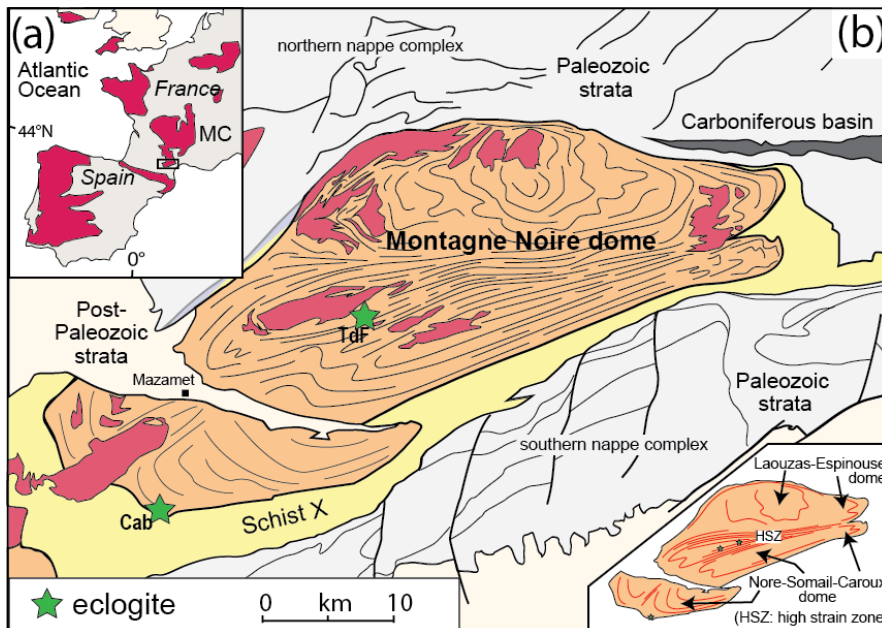 (a)
Atlantic
Ocean
France
44°N
MC
Spain
0°
(b)
northern nappe complex
Paleozoic
strata
Carboniferous basin
Montagne Noire dome
Post-
Paleozoic
strata
TdF
Mazamet
Paleozoic
strata
southern nappe complex
Cab
Schist X
Laouzas-Espinouse
dome
HSZ
Nore-Somail-Caroux
dome
(HSZ: high strain zone)
eclogite
0 km 10